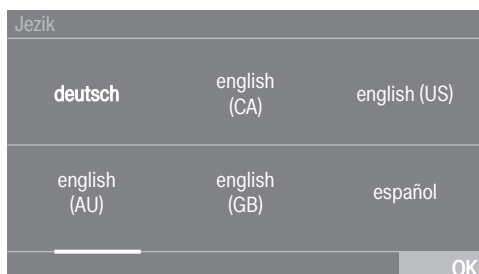 Jezik
deutsch
english
(CA)
english (US)
english
(AU)
english
(GB)
español
OK